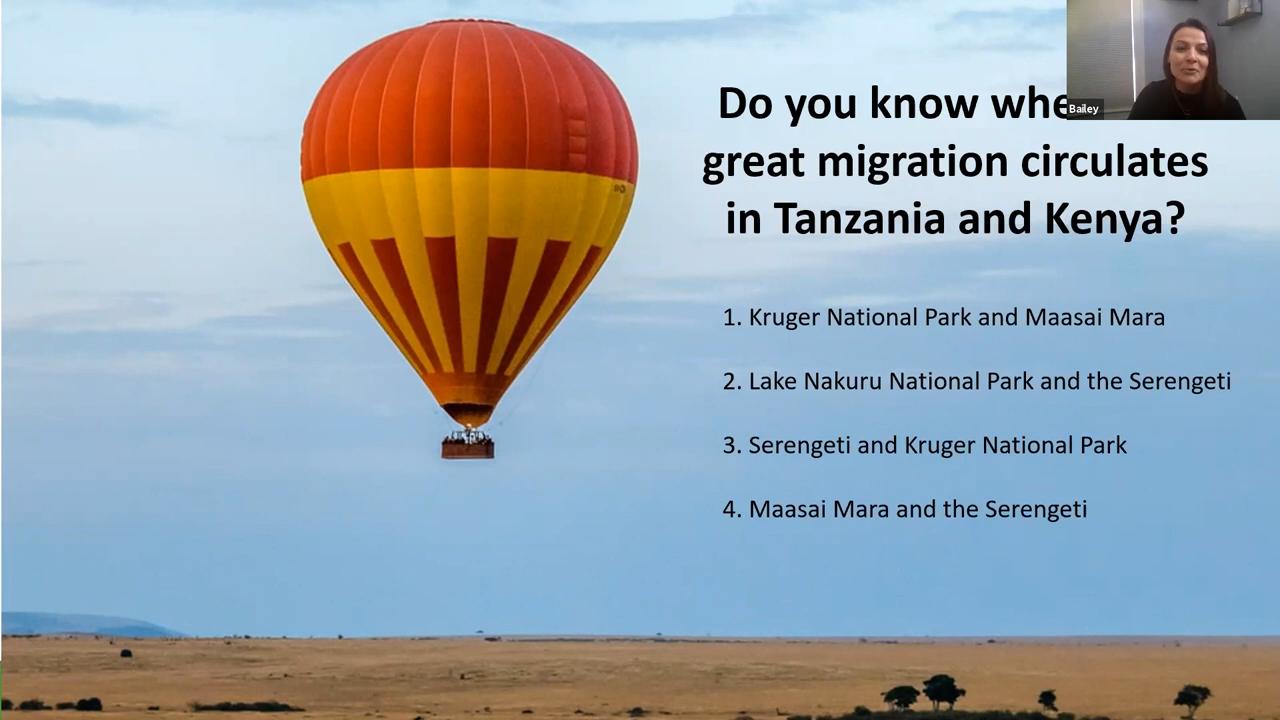 Do you know whe
great migration circulates
in Tanzania and Kenya?
1. Kruger National Park and Maasai Mara
2. Lake Nakuru National Park and the Serengeti
3. Serengeti and Kruger National Park
4. Maasai Mara and the Serengeti
Bailey